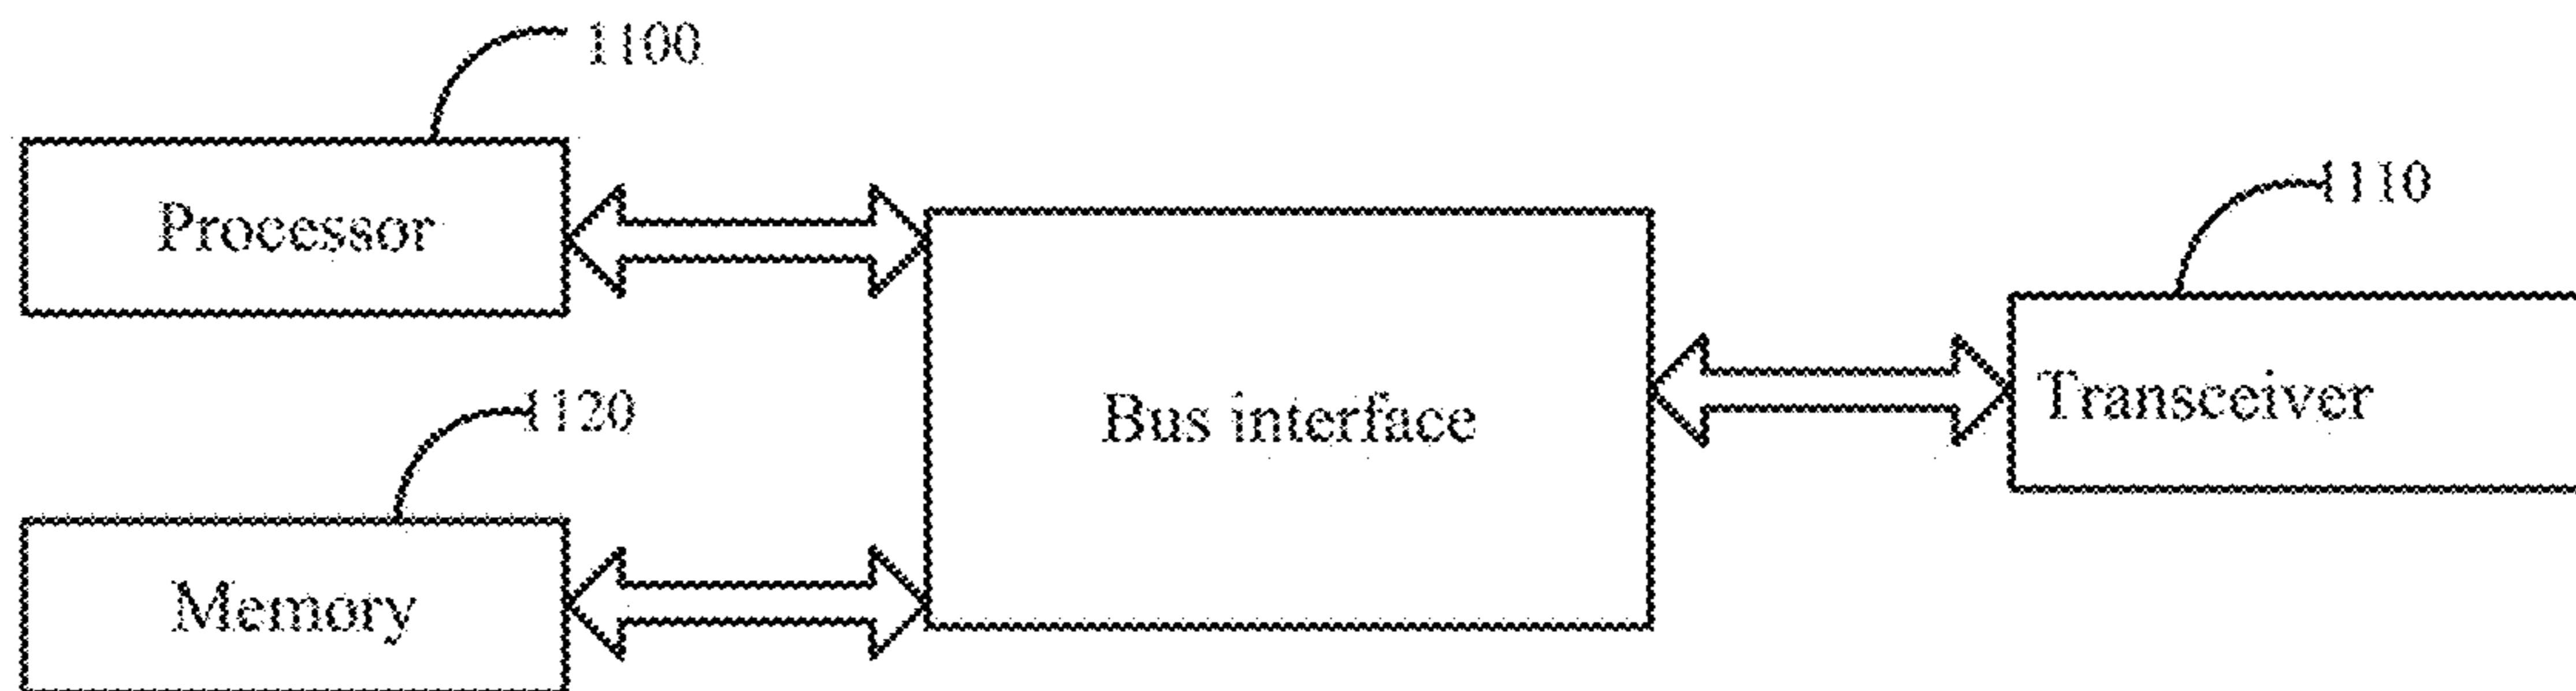 1100
Processor
1110
Bus interface
Transceiver
1120
Memory